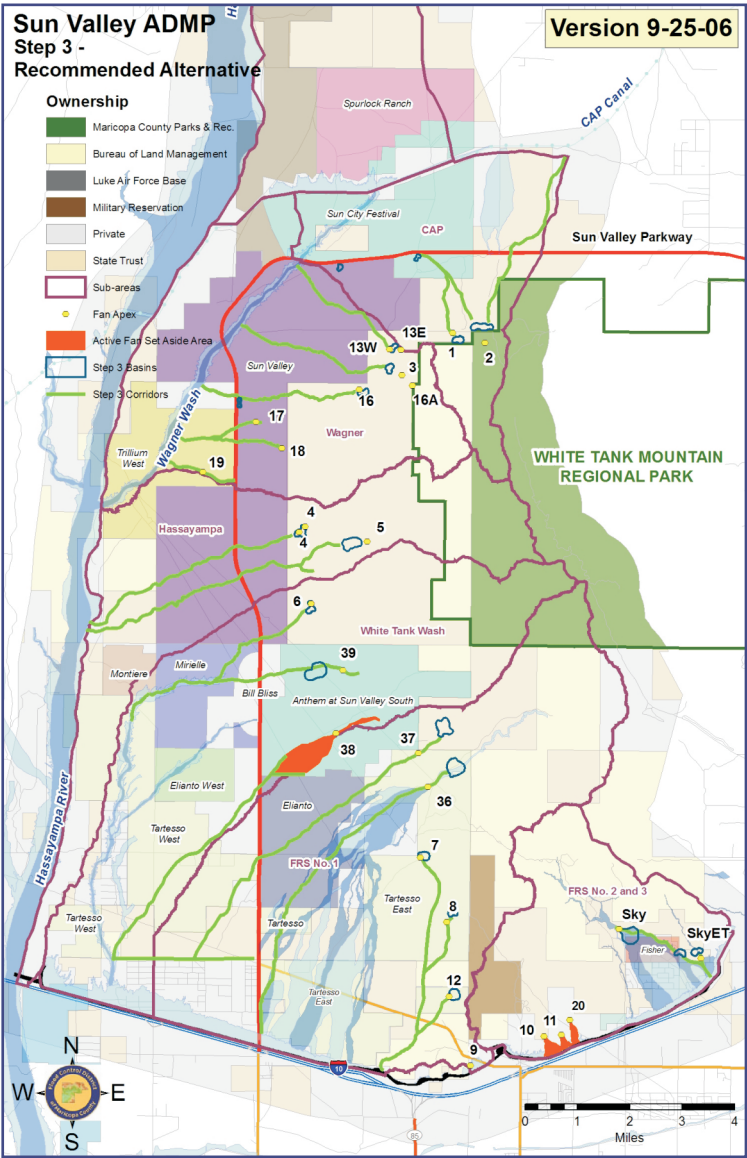 Sun Valley ADMP
Step 3 -
Recommended Alternative
Version 9-25-06
Ownership
Maricopa County Parks & Rec.
Bureau of Land Management
Luke Air Force Base
Military Reservation
Private
State Trust
Sub-areas
Fan Apex
Active Fan Set Aside Area
Step 3 Basins
Step 3 Corridors
H
Spurlock Ranch
CAP Canal
Sun City Festival
CAP
Sun Valley Parkway
13E
13W
1
2
3
Sun Valley
16
16A
Wagner Wash
17
Wagner
18
Trillium
West
19
WHITE TANK MOUNTAIN
REGIONAL PARK
Hassayampa
4
4
5
6
White Tank Wash
39
Mirielle
Montiere
Bill Bliss
Anthem at Sun Valley South
37
38
Elianto West
Elianto
36
Hassayampa River
Tartesso
West
FRS No. 1
7
FRS No. 2 and 3
Tartesso
East
8
Sky
SkyET
Fisher
Tartesso
West
Tartesso
12
Tartesso
East
20
11
10
9
10
85
N
W
E
S
Flood Control District
of Maricopa County
0
1
2
3
4
Miles